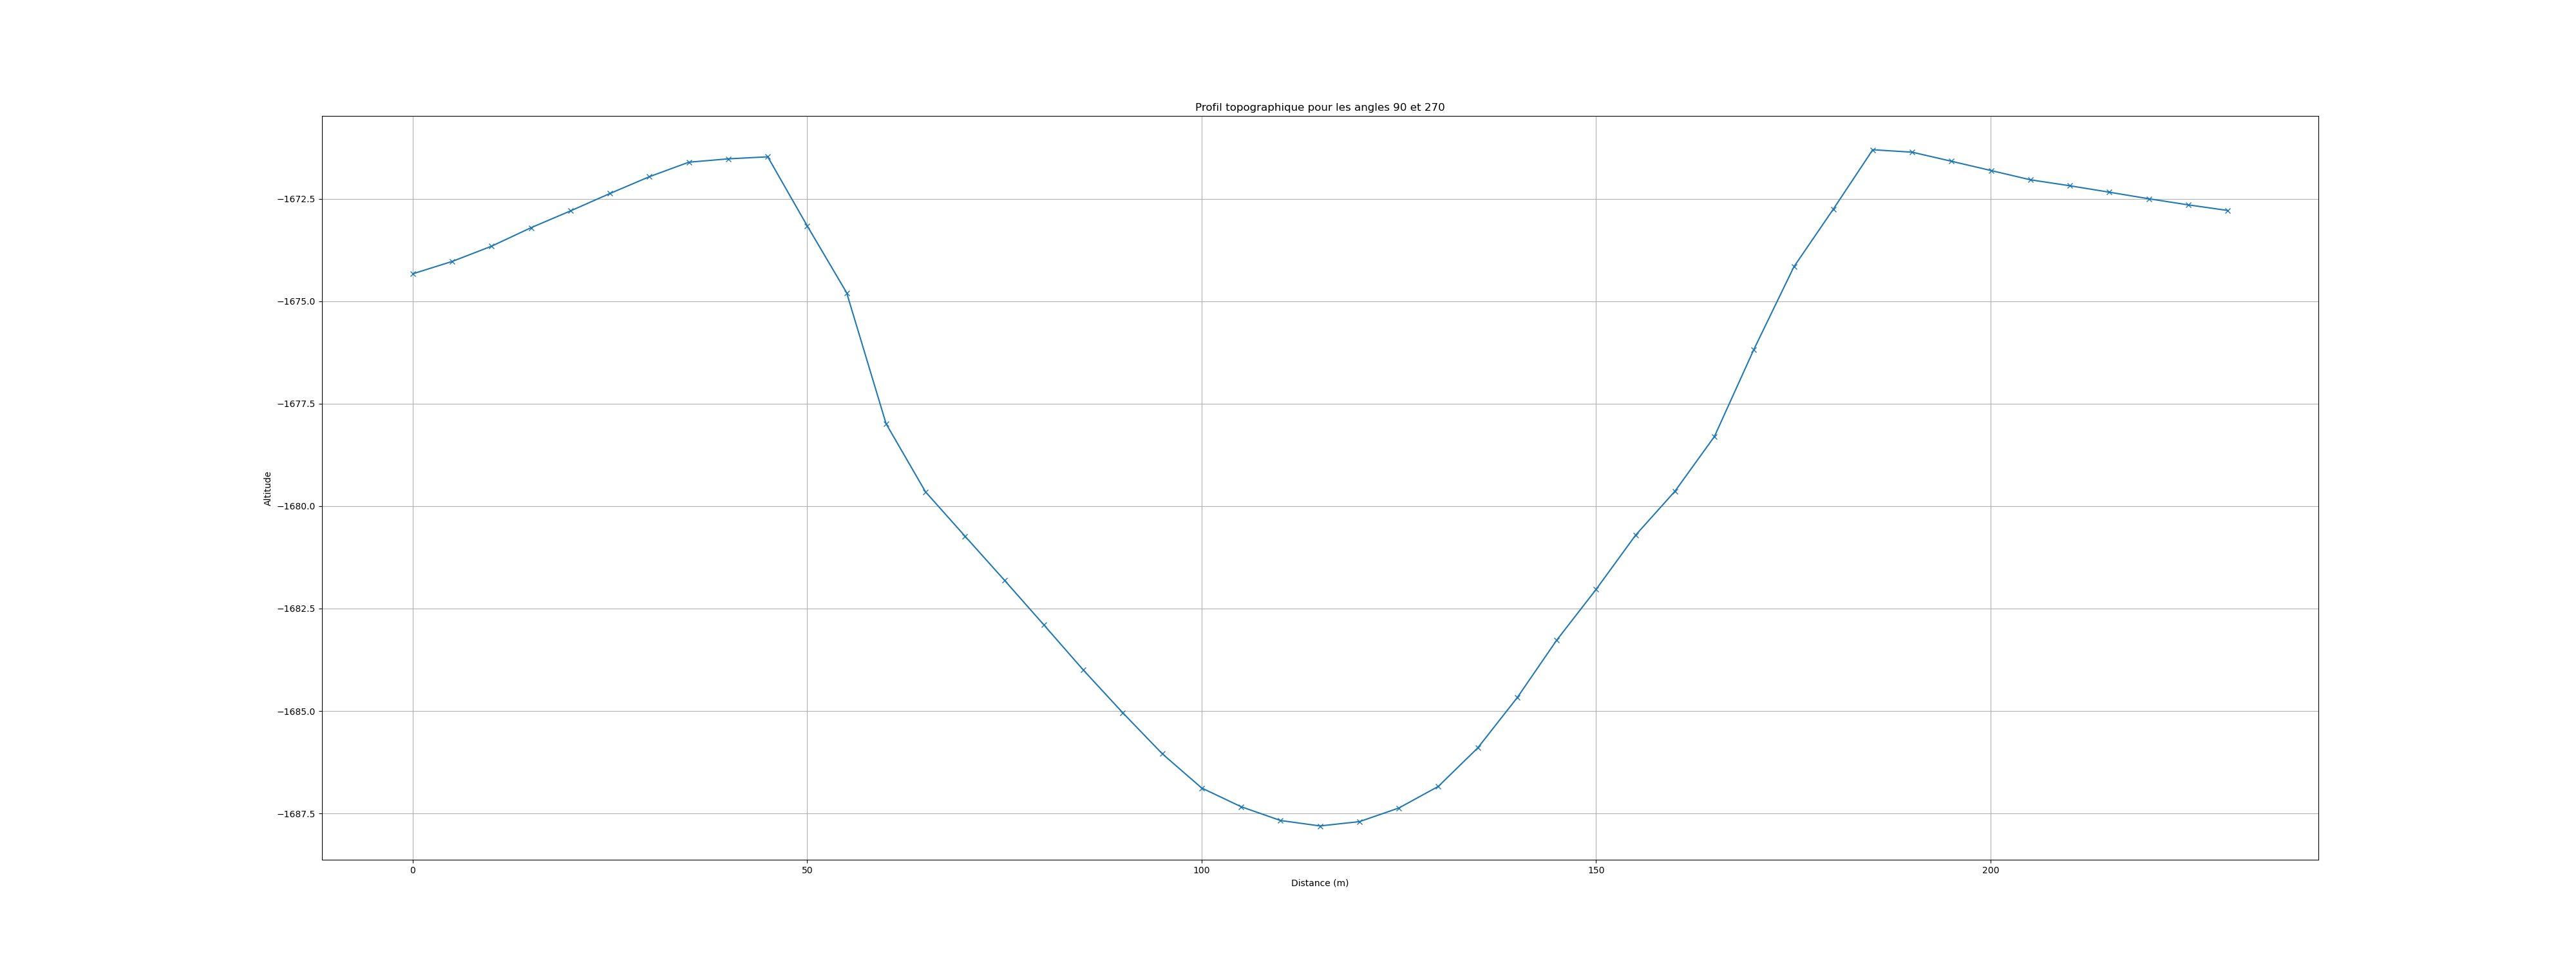 Profil topographique pour les angles 90 et 270
−1672.5
−1675.0
−1677.5
−1680.0
−1682.5
−1685.0
−1687.5
Altitude
0 50 100 150 200
Distance (m)